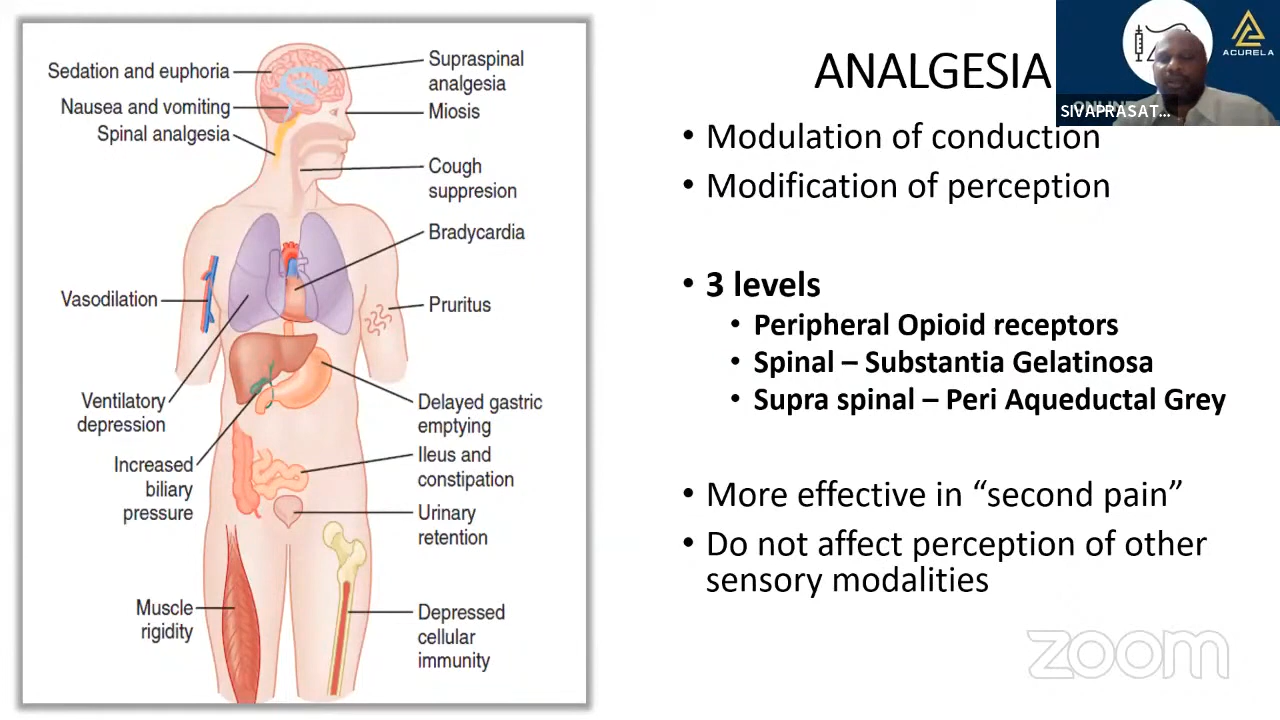 Sedation and euphoria
Nausea and vomiting
Spinal analgesia
Vasodilation
Ventilatory
depression
Increased
biliary
pressure
Muscle
rigidity
Supraspinal
analgesia
Miosis
Cough
suppresion
Bradycardia
Pruritus
Delayed gastric
emptying
Ileus and
constipation
Urinary
retention
Depressed
cellular
immunity
ANALGESIA
• Modulation of conduction
• Modification of perception
• 3 levels
• Peripheral Opioid receptors
• Spinal – Substantia Gelatinosa
• Supra spinal – Peri Aqueductal Grey
• More effective in “second pain”
• Do not affect perception of other
sensory modalities
ACURELA
SIVAPRASAT...
zoom